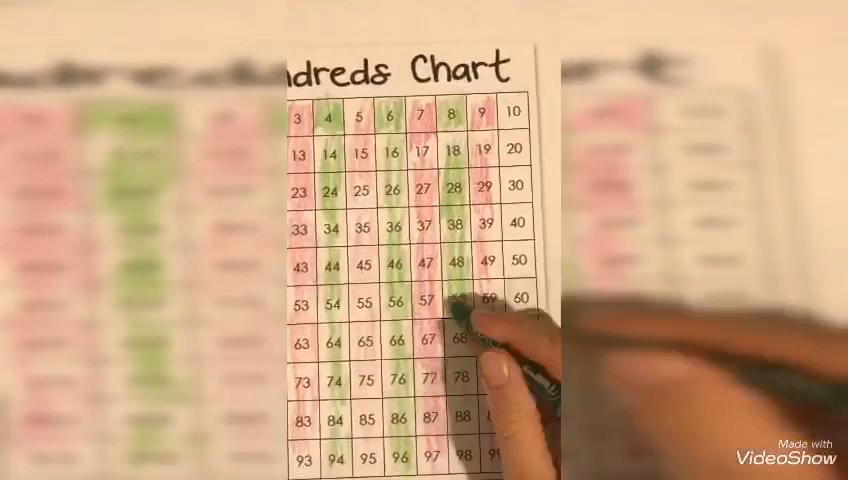 ndreds Chart
3 4 5 6 7 8 9 10
13 14 15 16 17 18 19 20
23 24 25 26 27 28 29 30
33 34 35 36 37 38 39 40
43 44 45 46 47 48 49 50
53 54 55 56 57 58 59 60
63 64 65 66 67 68
73 74 75 76 77 78
83 84 85 86 87 88
93 94 95 96 97 98 99
Made with
VideoShow